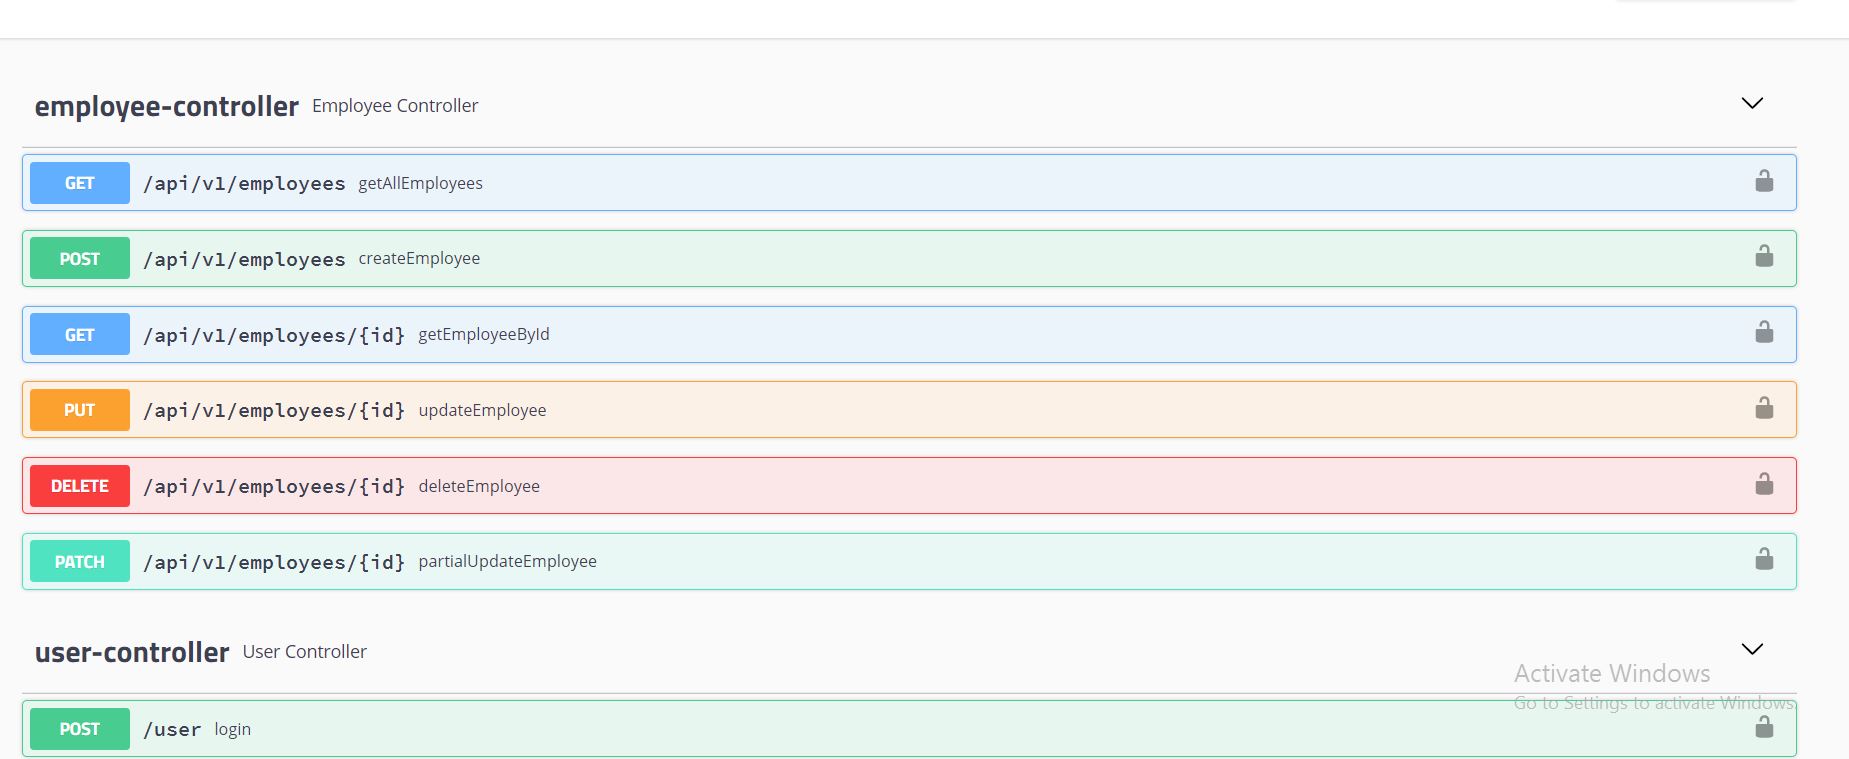 employee-controller Employee Controller
GET /api/v1/employees getAllEmployees
POST /api/v1/employees createEmployee
GET /api/v1/employees/{id} getEmployeeById
PUT /api/v1/employees/{id} updateEmployee
DELETE /api/v1/employees/{id} deleteEmployee
PATCH /api/v1/employees/{id} partialUpdateEmployee
user-controller User Controller
Activate Windows
Go to Settings to activate Windows.
POST /user login